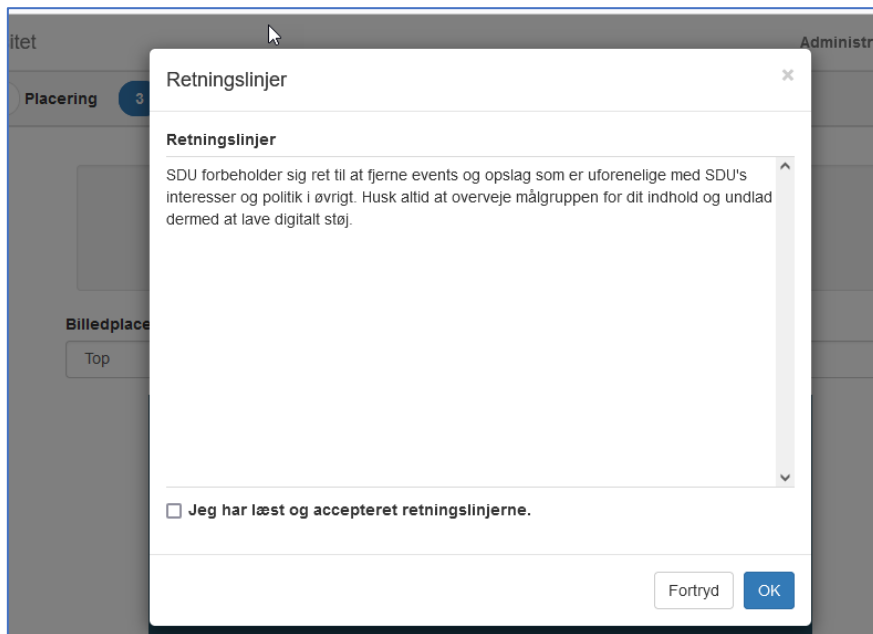 itet
Administr
Placering 3
Retningslinjer ×
Retningslinjer
SDU forbeholder sig ret til at fjerne events og opslag som er uforenelige med SDU's
interesser og politik i øvrigt. Husk altid at overveje målgruppen for dit indhold og undlad
dermed at lave digitalt støj.
Billedplace
Top
Jeg har læst og accepteret retningslinjerne.
Fortryd OK